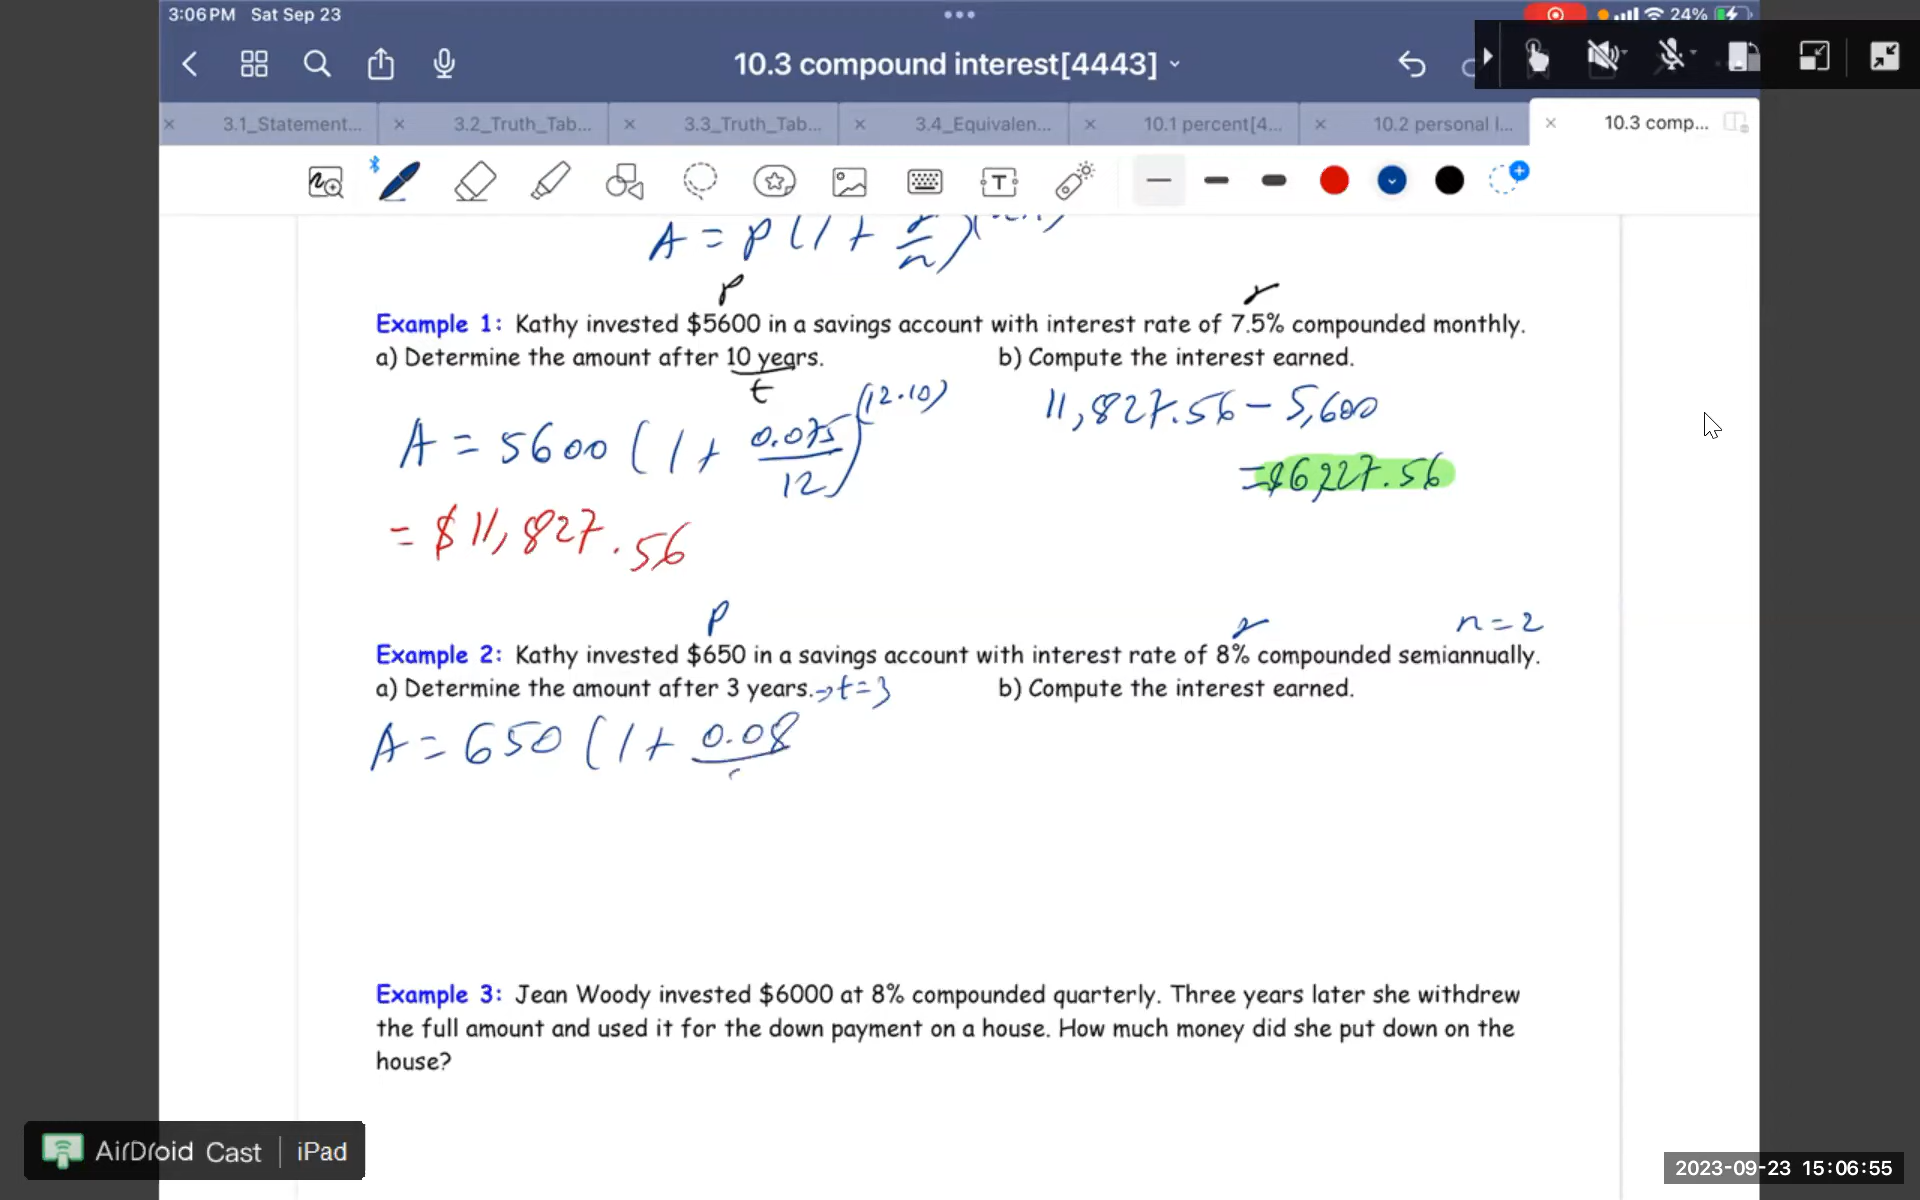 3:06 PM Sat Sep 23
24%
10.3 compound interest[4443]
3.1_Statement...
3.2_Truth_Tab...
3.3_Truth_Tab...
3.4_Equivalen...
10.1 percent[4...
10.2 personal l...
10.3 comp...
A = P (1 + r/n)
P r
Example 1: Kathy invested $5600 in a savings account with interest rate of 7.5% compounded monthly.
a) Determine the amount after 10 years. b) Compute the interest earned.
t
A = 5600 (1 + 0.075/12)^(12·10) 11,827.56 - 5,600
= $6,227.56
= $11,827.56
P r n = 2
Example 2: Kathy invested $650 in a savings account with interest rate of 8% compounded semiannually.
a) Determine the amount after 3 years. → t = 3 b) Compute the interest earned.
A = 650 (1 + 0.08
Example 3: Jean Woody invested $6000 at 8% compounded quarterly. Three years later she withdrew
the full amount and used it for the down payment on a house. How much money did she put down on the
house?
AirDroid Cast | iPad
2023-09-23 15:06:55